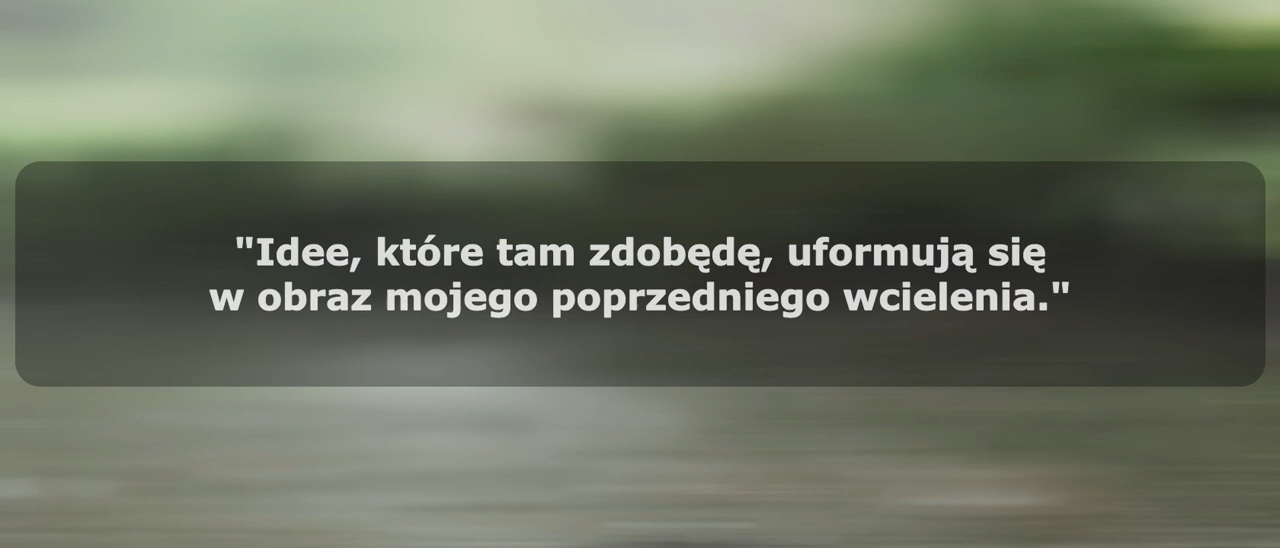 "Idee, które tam zdobędę, uformują się
w obraz mojego poprzedniego wcielenia."